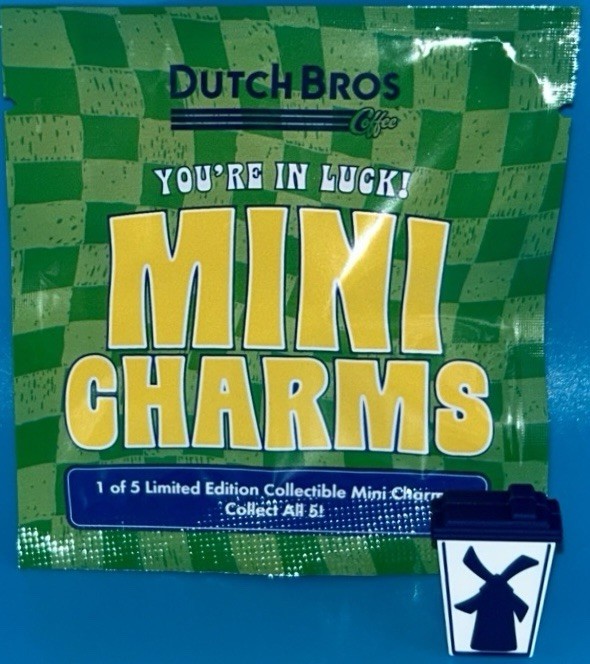 DUTCH BROS
Coffee
YOU'RE IN LUCK!
MINI
CHARMS
1 of 5 Limited Edition Collectible Mini Charm
Collect All 5!